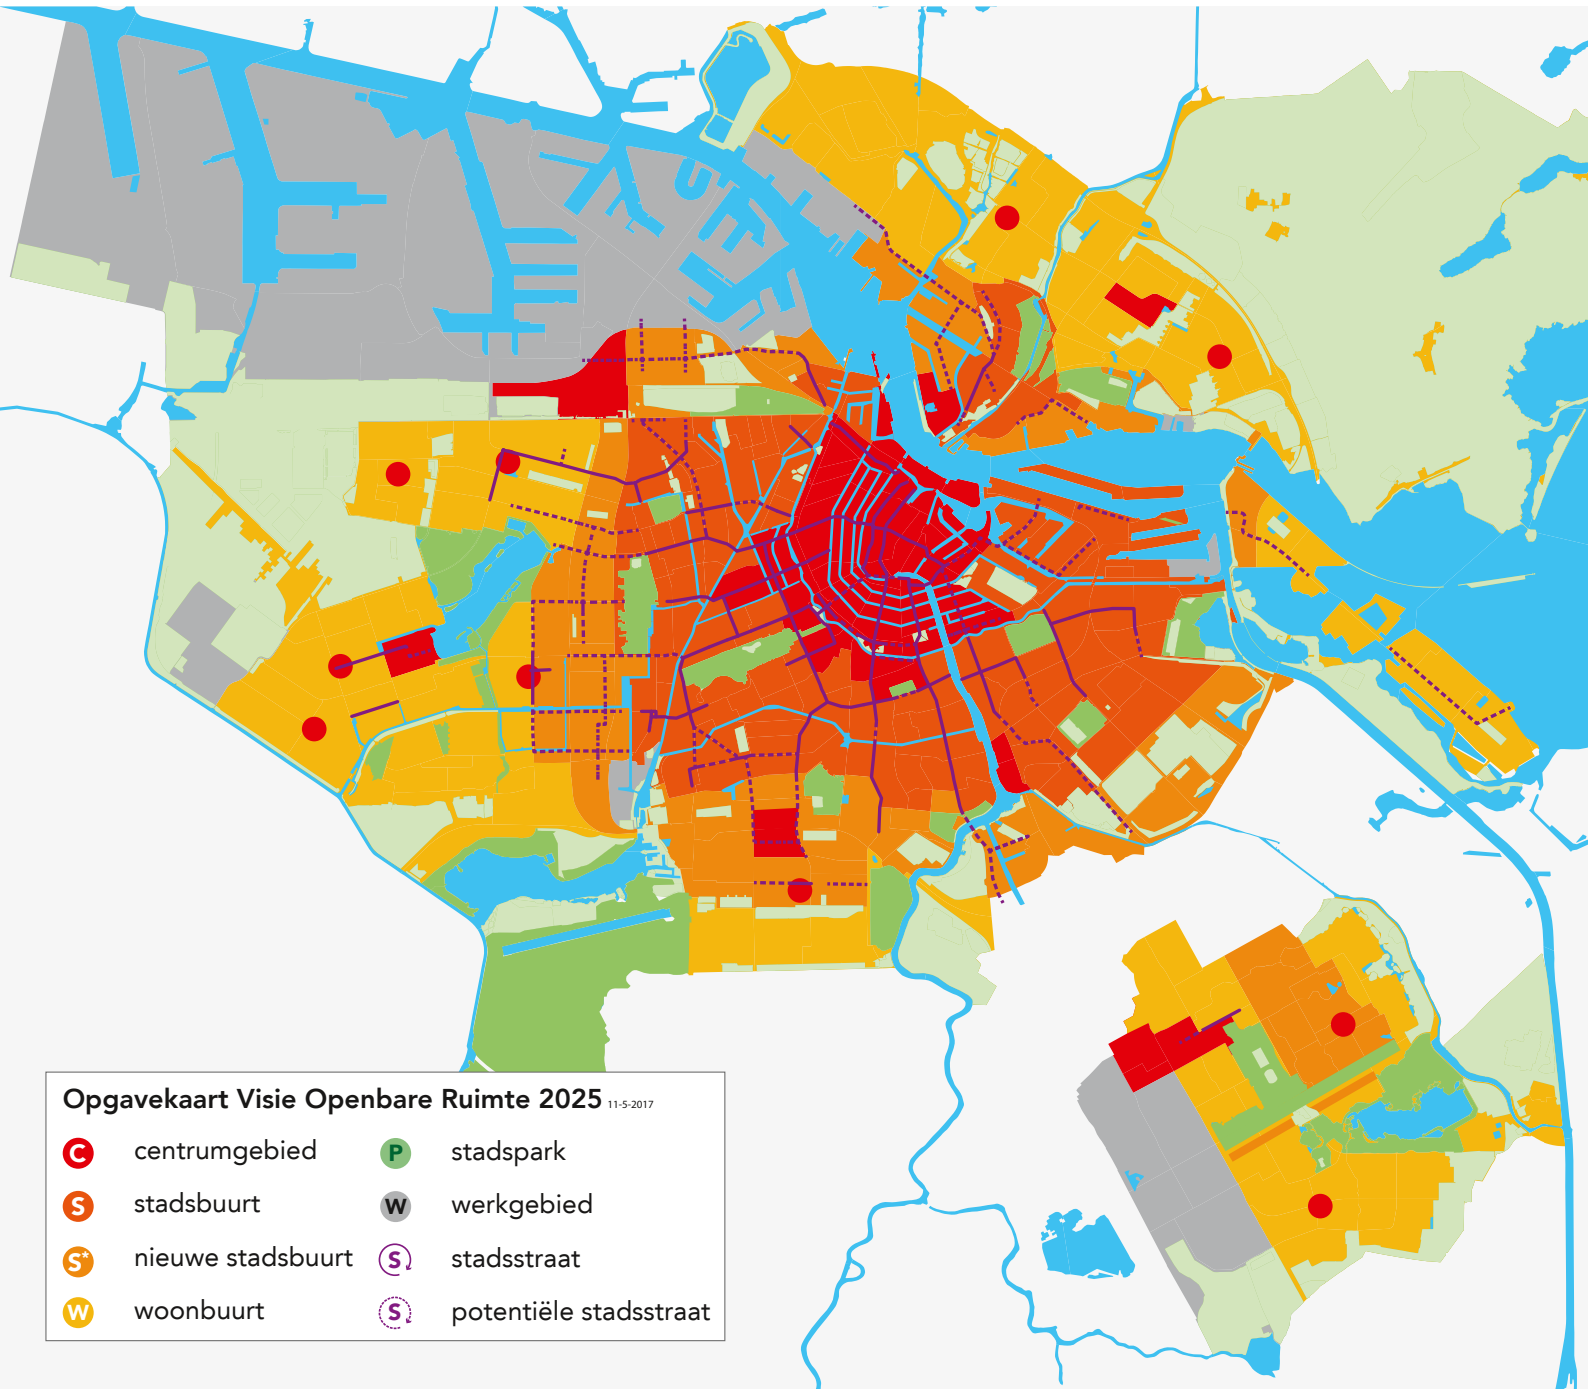 Opgavekaart Visie Openbare Ruimte 2025 11-5-2017
C centrumgebied
P stadspark
S stadsbuurt
W werkgebied
S* nieuwe stadsbuurt
S stadsstraat
W woonbuurt
S potentiële stadsstraat